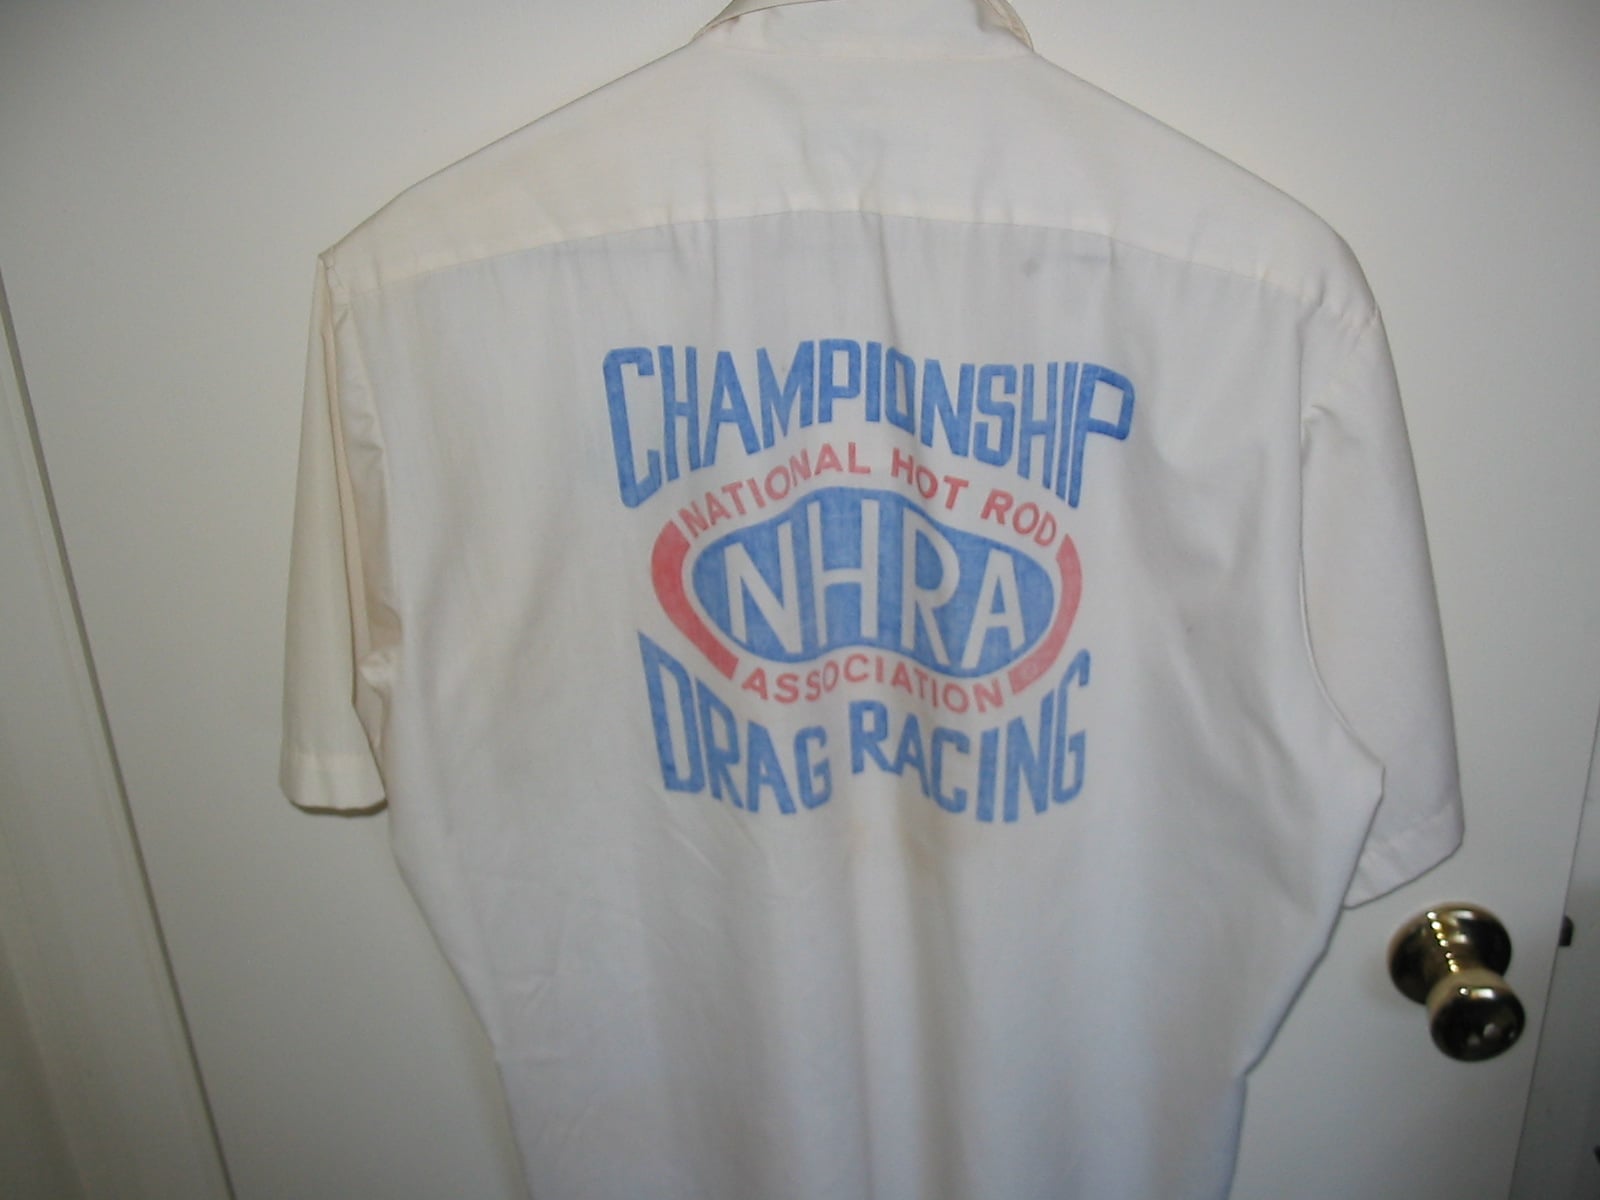 CHAMPIONSHIP
NATIONAL HOT ROD
NHRA
ASSOCIATION
DRAG RACING